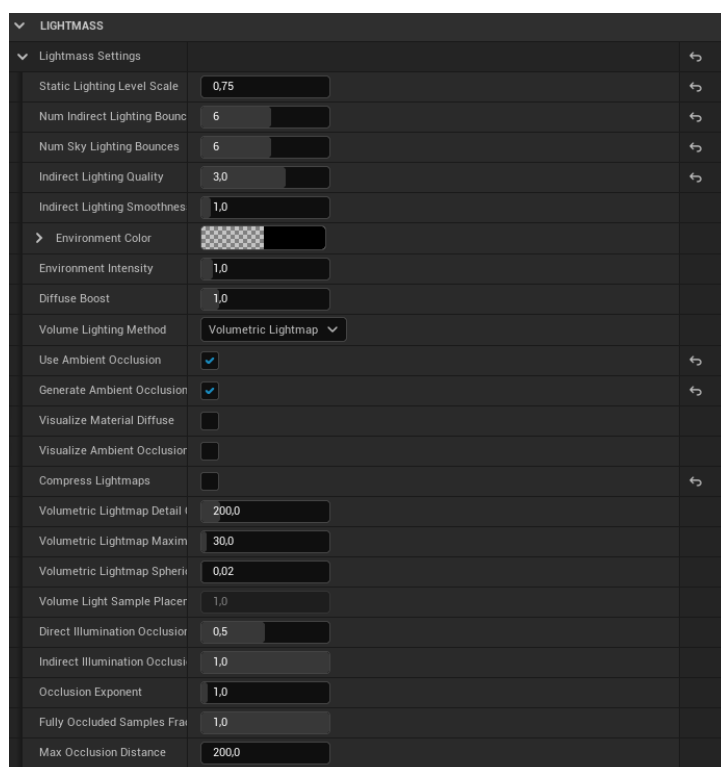 LIGHTMASS
Lightmass Settings
Static Lighting Level Scale 0,75
Num Indirect Lighting Bounc 6
Num Sky Lighting Bounces 6
Indirect Lighting Quality 3,0
Indirect Lighting Smoothnes 1,0
Environment Color
Environment Intensity 1,0
Diffuse Boost 1,0
Volume Lighting Method Volumetric Lightmap
Use Ambient Occlusion
Generate Ambient Occlusion
Visualize Material Diffuse
Visualize Ambient Occlusion
Compress Lightmaps
Volumetric Lightmap Detail C 200,0
Volumetric Lightmap Maxim 30,0
Volumetric Lightmap Spheri 0,02
Volume Light Sample Placer 1,0
Direct Illumination Occlusion 0,5
Indirect Illumination Occlusi 1,0
Occlusion Exponent 1,0
Fully Occluded Samples Fra 1,0
Max Occlusion Distance 200,0